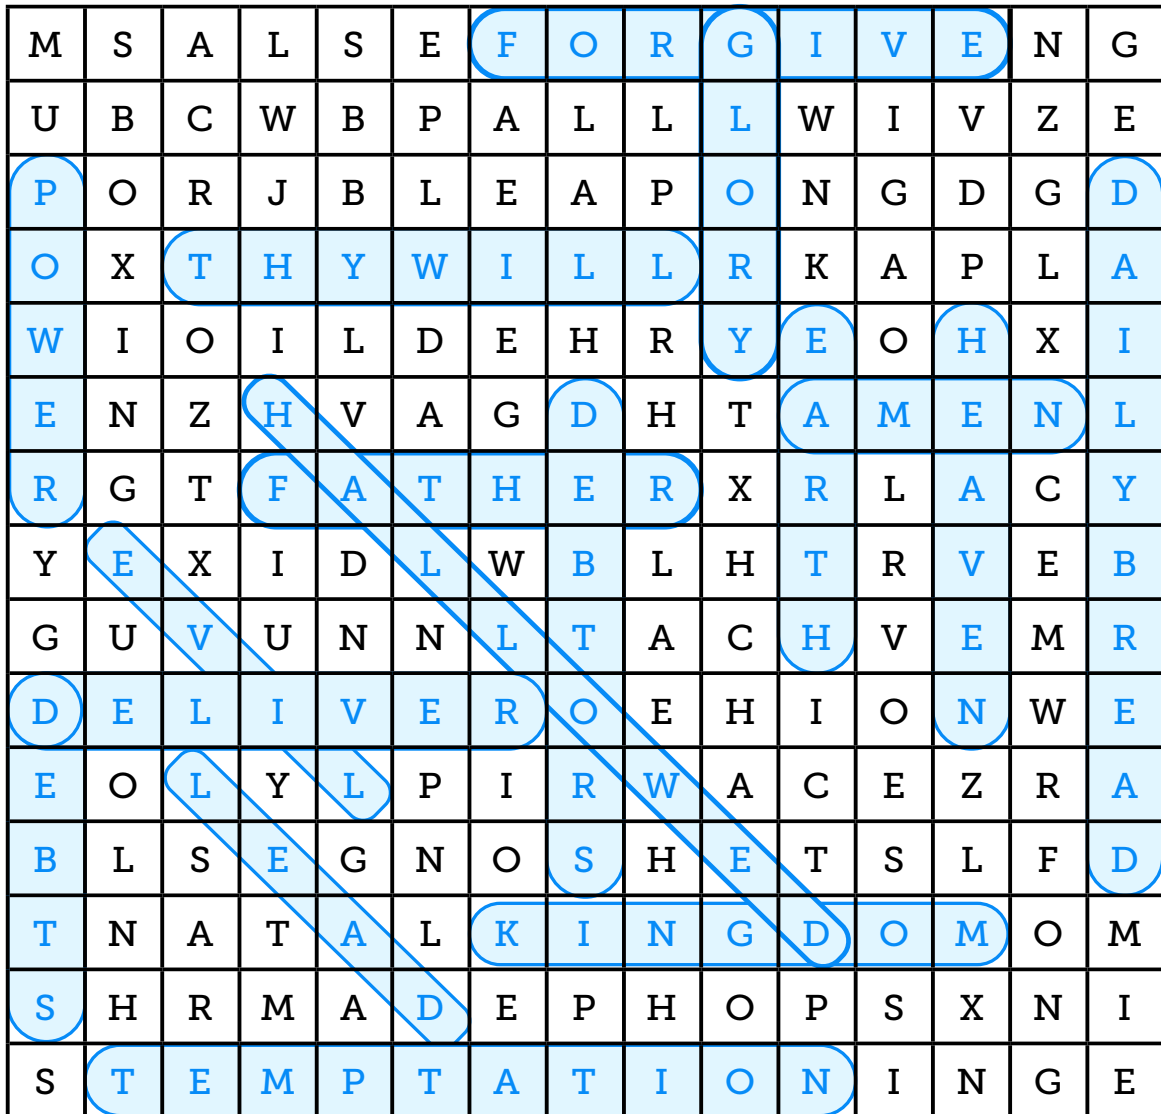 M S A L S E F O R G I V E N G
U B C W B P A L L L W I V Z E
P O R J B L E A P O N G D G D
O X T H Y W I L L R K A P L A
W I O I L D E H R Y E O H X I
E N Z H V A G D H T A M E N L
R G T F A T H E R X R L A C Y
Y E X I D L W B L H T R V E B
G U V U N N L T A C H V E M R
D E L I V E R O E H I O N W E
E O L Y L P I R W A C E Z R A
B L S E G N O S H E T S L F D
T N A T A L K I N G D O M O M
S H R M A D E P H O P S X N I
S T E M P T A T I O N I N G E